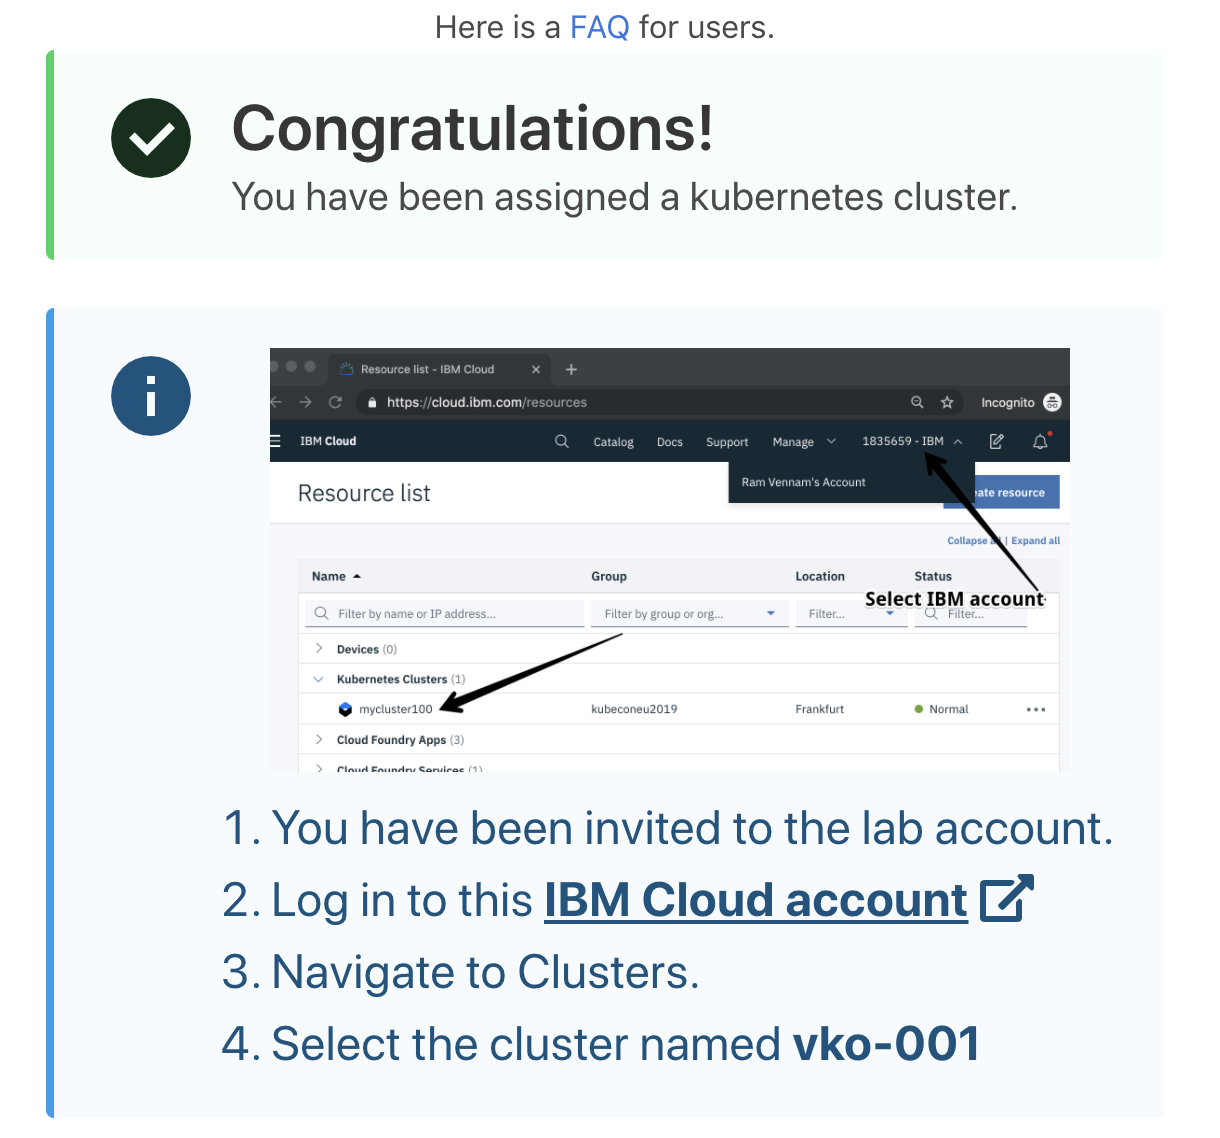 Here is a FAQ for users.
Congratulations!
You have been assigned a kubernetes cluster.
Resource list - IBM Cloud
https://cloud.ibm.com/resources
Incognito
IBM Cloud
Catalog
Docs
Support
Manage
1835659 - IBM
Resource list
Ram Vennam's Account
ate resource
Collapse all | Expand all
Select IBM account
Name
Group
Location
Status
Filter by name or IP address...
Filter by group or org...
Filter...
Filter...
Devices (0)
Kubernetes Clusters (1)
mycluster100
kubeconeu2019
Frankfurt
Normal
Cloud Foundry Apps (3)
Cloud Foundry Services (1)
1. You have been invited to the lab account.
2. Log in to this IBM Cloud account
3. Navigate to Clusters.
4. Select the cluster named vko-001